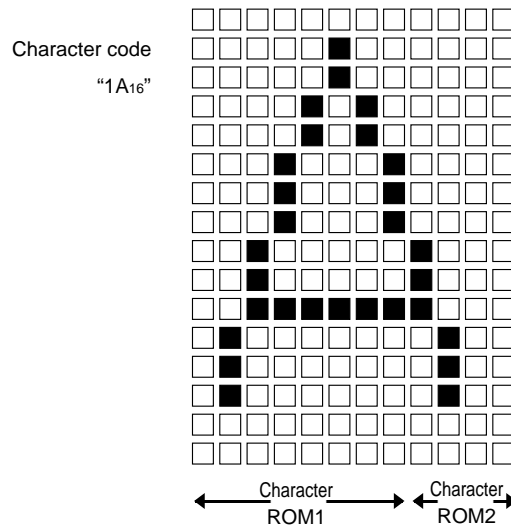 Character code
“1A16”
Character
ROM1
Character
ROM2